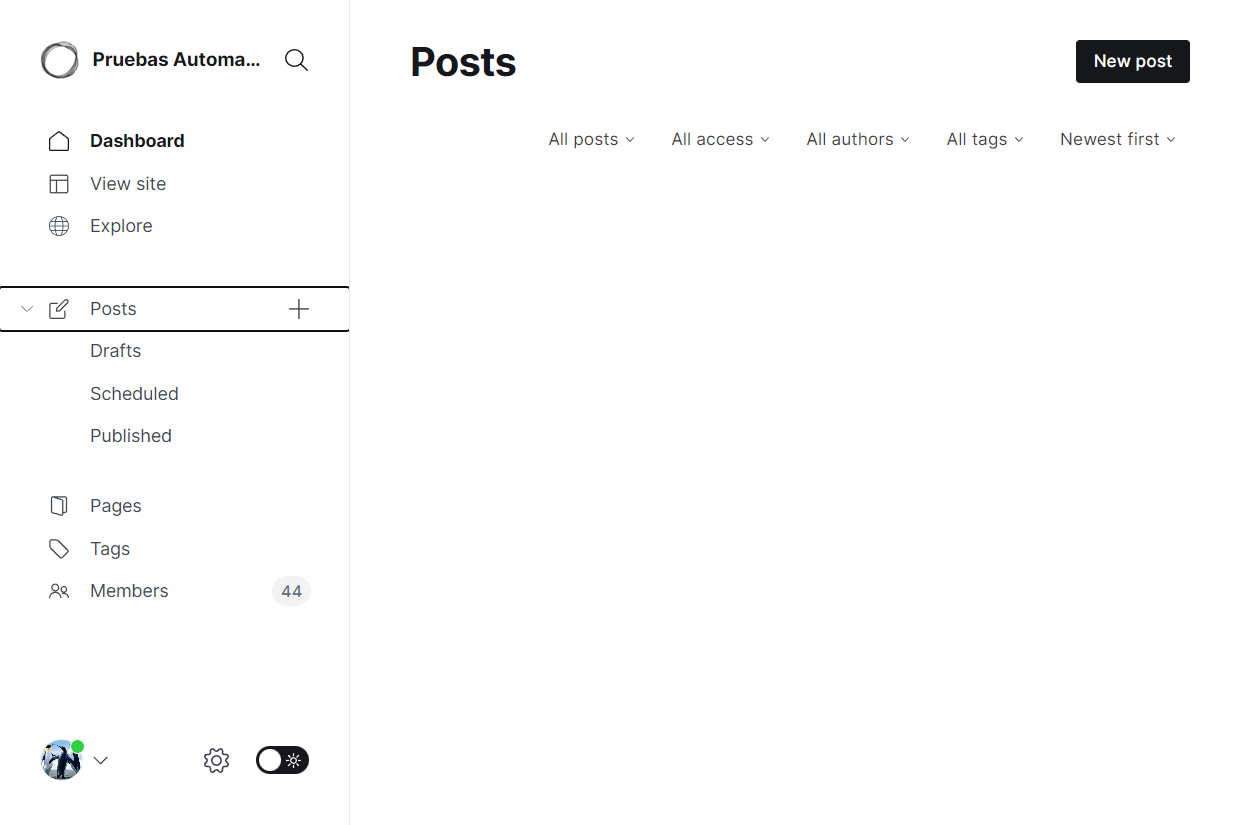 Pruebas Automa...
Dashboard
View site
Explore
Posts
Drafts
Scheduled
Published
Pages
Tags
Members 44
Posts
New post
All posts All access All authors All tags Newest first